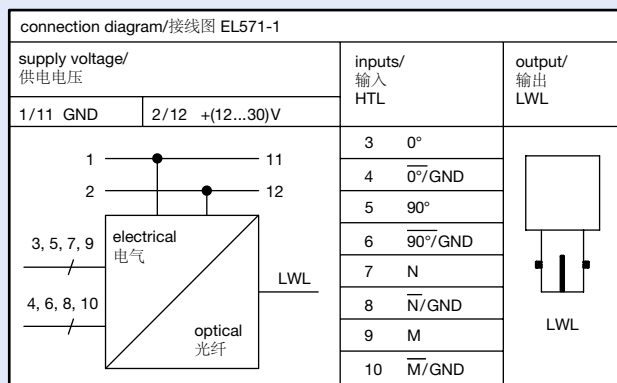 connection diagram/接线图 EL571-1
supply voltage/
供电电压
inputs/
输入
HTL
output/
输出
LWL
1/11 GND
2/12 +(12...30)V
1
11
2
12
3, 5, 7, 9
4, 6, 8, 10
electrical
电气
LWL
optical
光纤
3 0°
4 0°/GND
5 90°
6 90°/GND
7 N
8 N/GND
9 M
10 M/GND
LWL